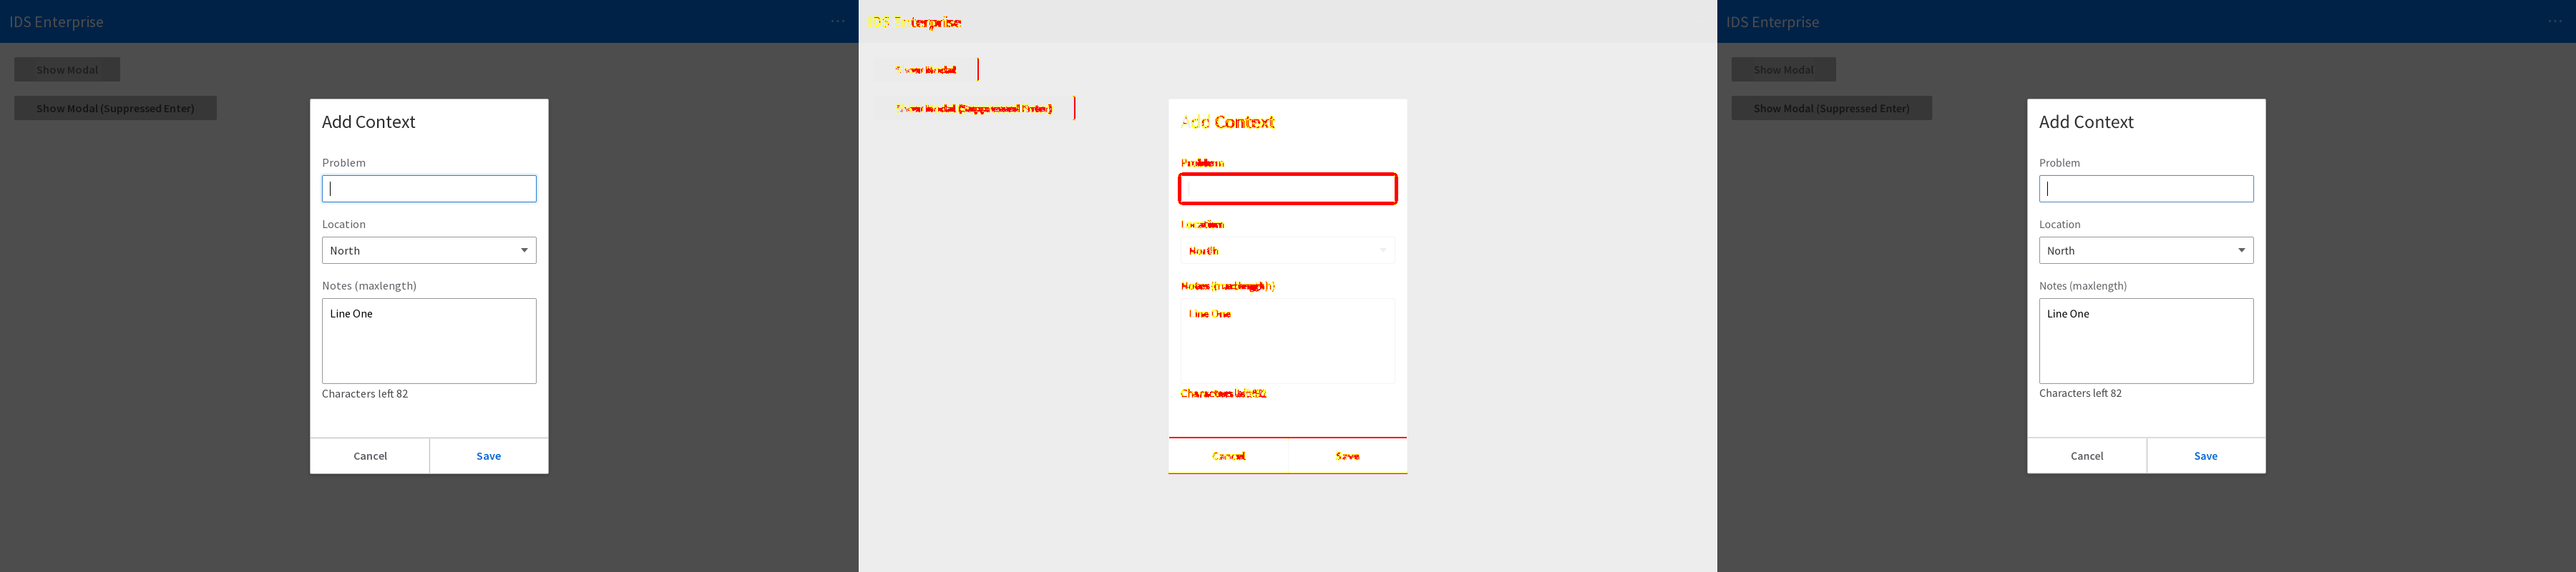 IDS Enterprise
Show Modal
Show Modal (Suppressed Enter)
Add Context
Problem
Location
North
Notes (maxlength)
Line One
Characters left 82
Cancel
Save
IDS Enterprise
Show Modal
Show Modal (Suppressed Enter)
Add Context
Problem
Location
North
Notes (maxlength)
Line One
Characters left 82
Cancel
Save
IDS Enterprise
Show Modal
Show Modal (Suppressed Enter)
Add Context
Problem
Location
North
Notes (maxlength)
Line One
Characters left 82
Cancel
Save